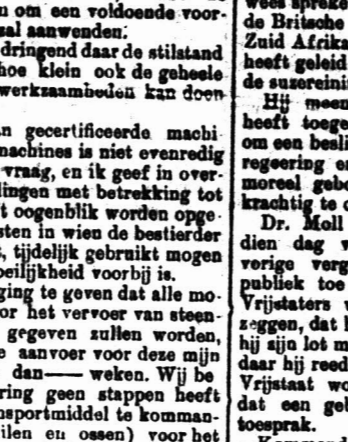 n om een voldoende voor-
zal aanwenden.
dringend daar de stilstand
hoe klein ook de geheele
werkzaamheden kan doen
n gecertificeerde machi
machines is niet evenredig
vraag, en ik geef in over-
lingen met betrekking tot
t oogenblik worden opge
sten in wien de bestierder
, tijdelijk gebruikt mogen
oeilijkheid voorbij is.
ging te geven dat alle mo-
or het vervoer van steen-
gegeven zullen worden,
e aanvoer voor deze mijn
dan—— weken. Wij be
ring geen stappen heeft
nsportmiddel te komman-
ilen en ossen) voor het
wees spreke
de Britsche
Zuid Afrika
heeft geleid
de suzereini
Hij meen
heeft toege
om een besli
regeering en
moreel gebo
krachtig te o
Dr. Moll
dien dag v
vorige verg
publiek toe
Vrijstaters v
zeggen, dat h
hij zijn lot m
daar hij reed
Vrijstaat wo
dat een gel
toesprak.